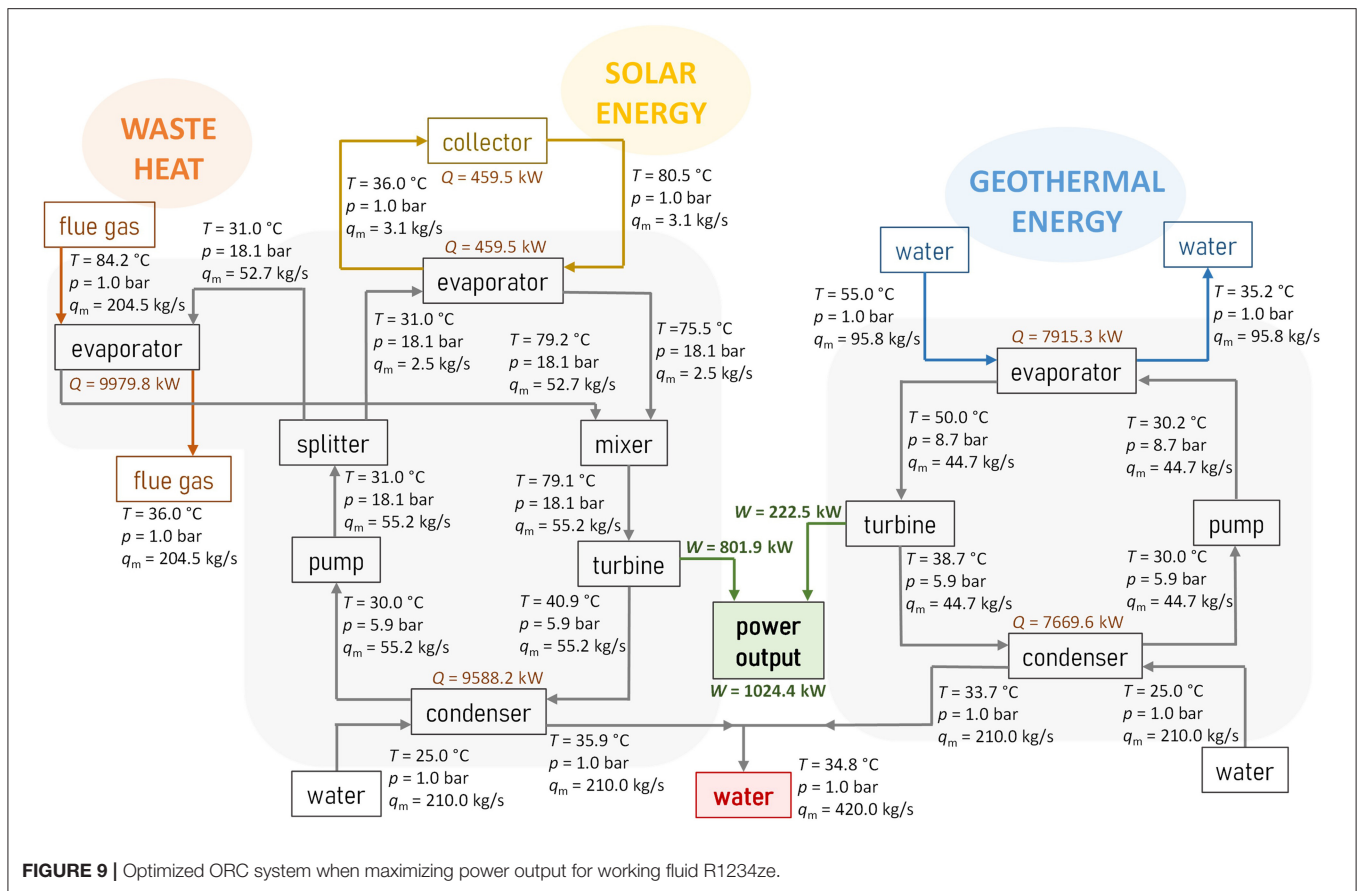 WASTE
HEAT
SOLAR
ENERGY
GEOTHERMAL
ENERGY
collector
Q = 459.5 kW
T = 36.0 °C
p = 1.0 bar
qm = 3.1 kg/s
T = 80.5 °C
p = 1.0 bar
qm = 3.1 kg/s
flue gas
T = 84.2 °C
p = 1.0 bar
qm = 204.5 kg/s
T = 31.0 °C
p = 18.1 bar
qm = 52.7 kg/s
Q = 459.5 kW
evaporator
evaporator
Q = 9979.8 kW
T = 31.0 °C
p = 18.1 bar
qm = 2.5 kg/s
T = 79.2 °C
p = 18.1 bar
qm = 52.7 kg/s
T = 75.5 °C
p = 18.1 bar
qm = 2.5 kg/s
splitter
mixer
flue gas
T = 36.0 °C
p = 1.0 bar
qm = 204.5 kg/s
T = 31.0 °C
p = 18.1 bar
qm = 55.2 kg/s
T = 79.1 °C
p = 18.1 bar
qm = 55.2 kg/s
pump
turbine
T = 30.0 °C
p = 5.9 bar
qm = 55.2 kg/s
T = 40.9 °C
p = 5.9 bar
qm = 55.2 kg/s
Q = 9588.2 kW
condenser
T = 25.0 °C
p = 1.0 bar
qm = 210.0 kg/s
T = 35.9 °C
p = 1.0 bar
qm = 210.0 kg/s
water
W = 222.5 kW
W = 801.9 kW
power
output
W = 1024.4 kW
water
T = 34.8 °C
p = 1.0 bar
qm = 420.0 kg/s
water
water
T = 55.0 °C
p = 1.0 bar
qm = 95.8 kg/s
T = 35.2 °C
p = 1.0 bar
qm = 95.8 kg/s
Q = 7915.3 kW
evaporator
T = 50.0 °C
p = 8.7 bar
qm = 44.7 kg/s
T = 30.2 °C
p = 8.7 bar
qm = 44.7 kg/s
turbine
pump
T = 38.7 °C
p = 5.9 bar
qm = 44.7 kg/s
T = 30.0 °C
p = 5.9 bar
qm = 44.7 kg/s
Q = 7669.6 kW
condenser
T = 33.7 °C
p = 1.0 bar
qm = 210.0 kg/s
T = 25.0 °C
p = 1.0 bar
qm = 210.0 kg/s
water
FIGURE 9 | Optimized ORC system when maximizing power output for working fluid R1234ze.